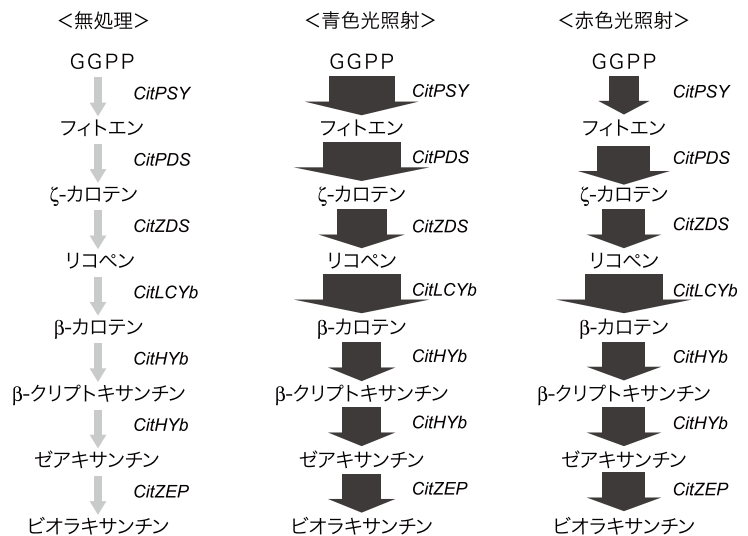 ＜無処理＞
GGPP
CitPSY
フィトエン
CitPDS
ζ-カロテン
CitZDS
リコペン
CitLCYb
β-カロテン
CitHYb
β-クリプトキサンチン
CitHYb
ゼアキサンチン
CitZEP
ビオラキサンチン
＜青色光照射＞
GGPP
CitPSY
フィトエン
CitPDS
ζ-カロテン
CitZDS
リコペン
CitLCYb
β-カロテン
CitHYb
β-クリプトキサンチン
CitHYb
ゼアキサンチン
CitZEP
ビオラキサンチン
＜赤色光照射＞
GGPP
CitPSY
フィトエン
CitPDS
ζ-カロテン
CitZDS
リコペン
CitLCYb
β-カロテン
CitHYb
β-クリプトキサンチン
CitHYb
ゼアキサンチン
CitZEP
ビオラキサンチン